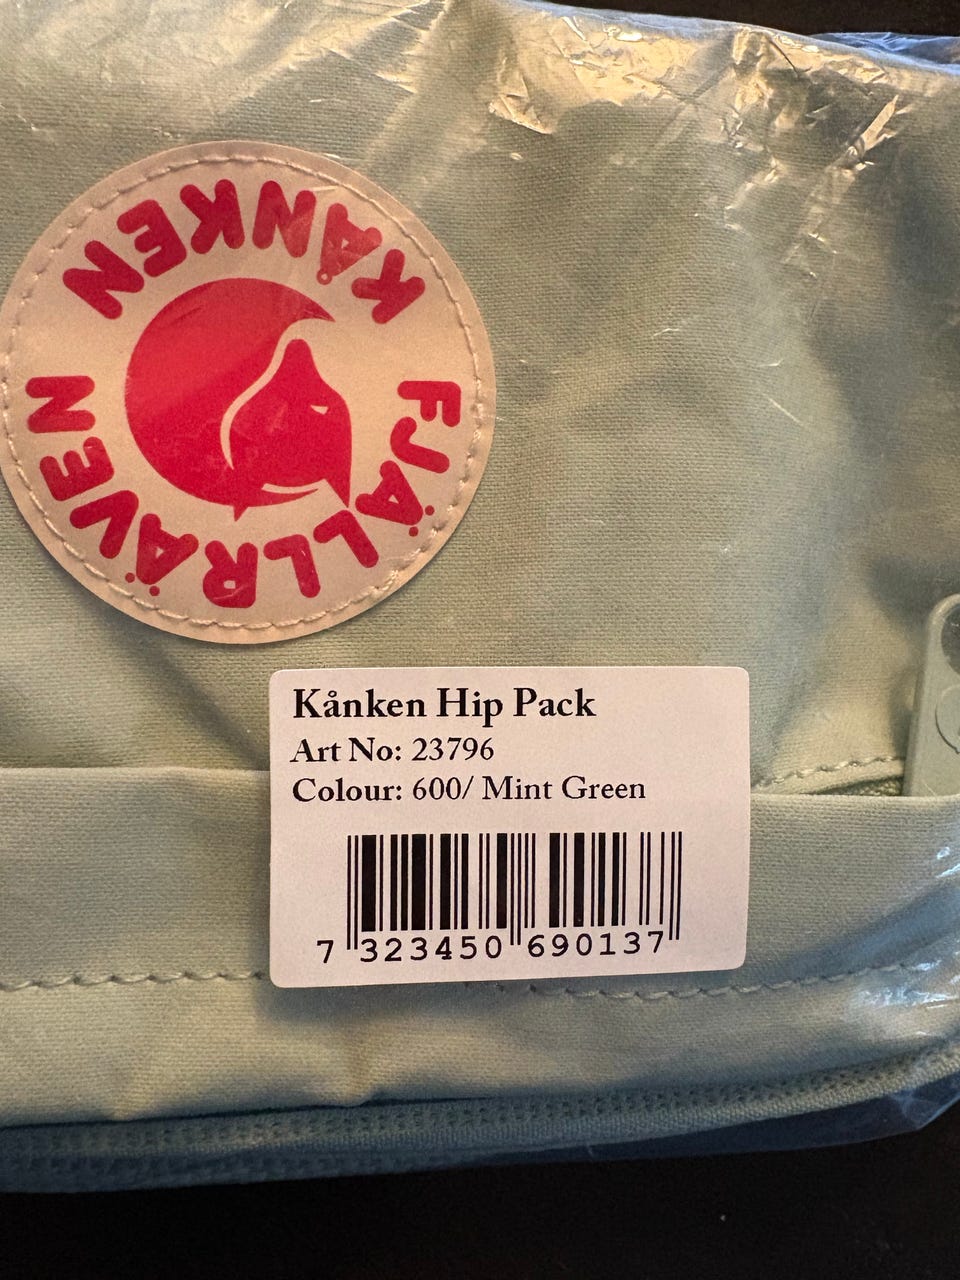 KÅNKEN
FJÄLLRÄVEN
Kånken Hip Pack
Art No: 23796
Colour: 600/ Mint Green
7 323450 690137